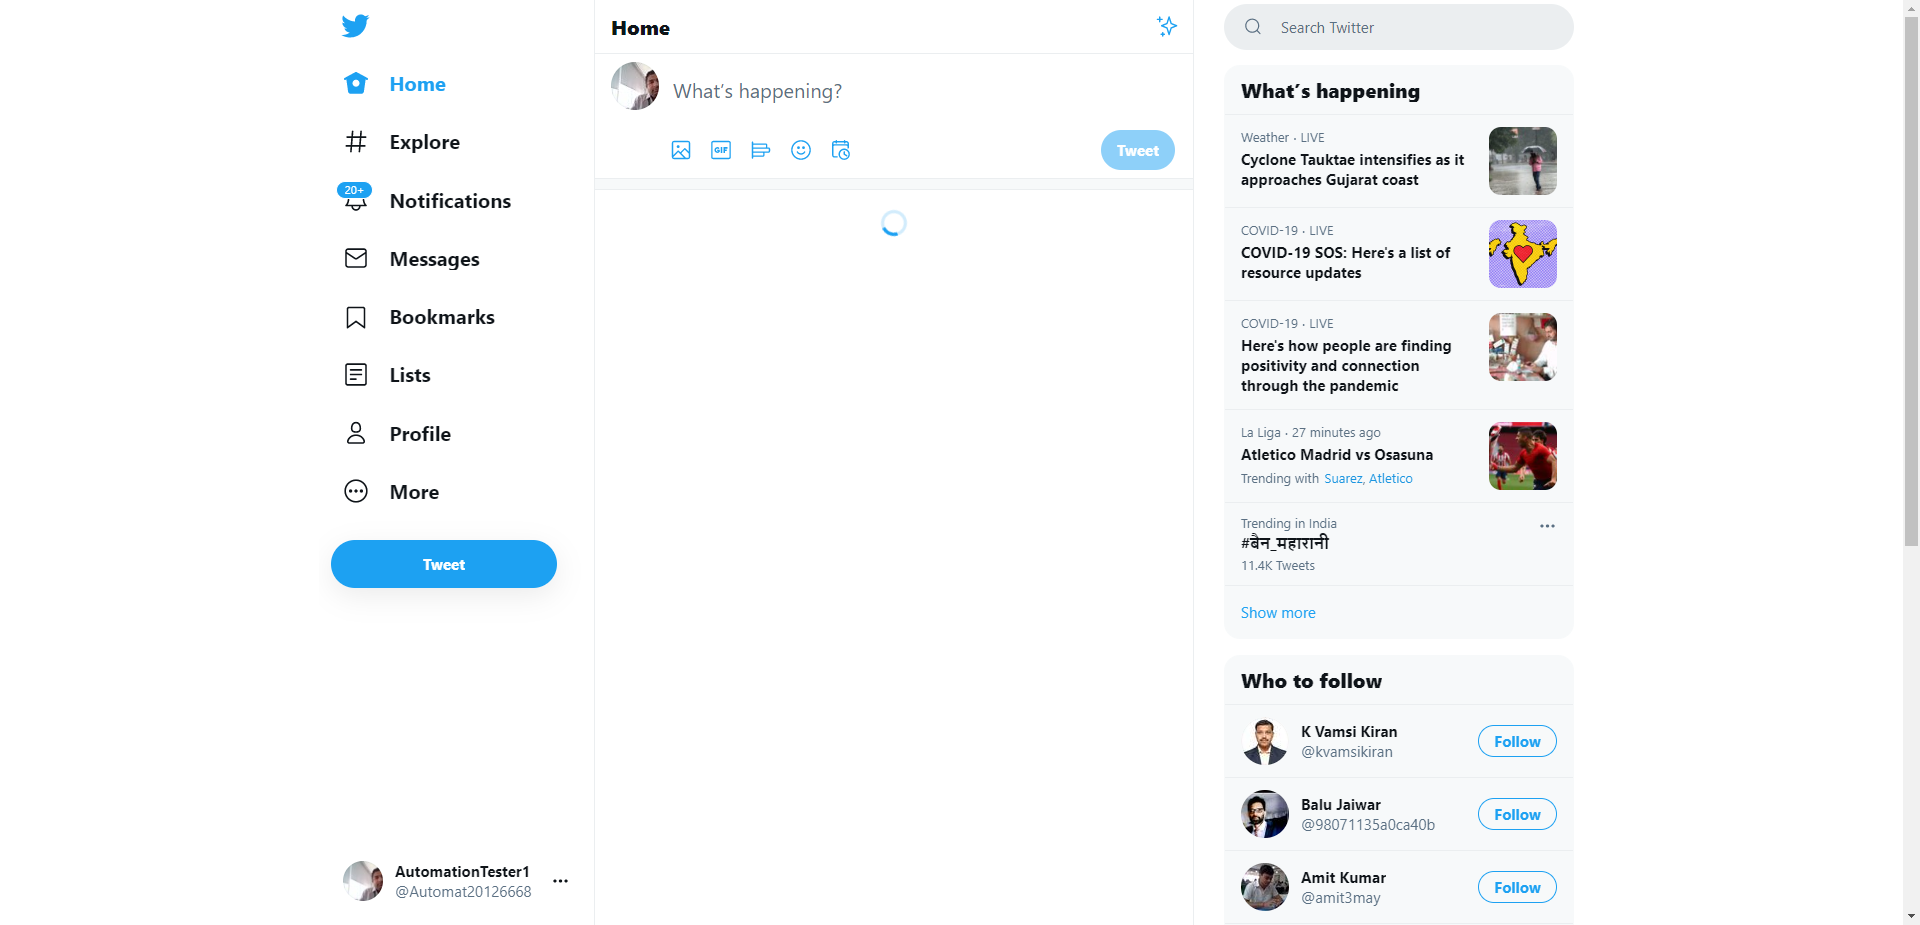 Home
Explore
20+
Notifications
Messages
Bookmarks
Lists
Profile
More
Tweet
AutomationTester1
@Automat20126668
Home
What's happening?
GIF
Tweet
Search Twitter
What's happening
Weather · LIVE
Cyclone Tauktae intensifies as it
approaches Gujarat coast
COVID-19 · LIVE
COVID-19 SOS: Here's a list of
resource updates
COVID-19 · LIVE
Here's how people are finding
positivity and connection
through the pandemic
La Liga · 27 minutes ago
Atletico Madrid vs Osasuna
Trending with Suarez, Atletico
Trending in India
#बैन_महारानी
11.4K Tweets
Show more
Who to follow
K Vamsi Kiran
@kvamsikiran
Follow
Balu Jaiwar
@98071135a0ca40b
Follow
Amit Kumar
@amit3may
Follow